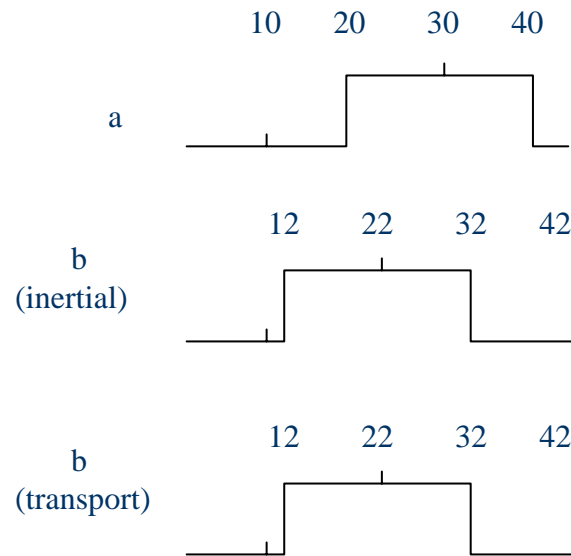 10 20 30 40
a
12 22 32 42
b
(inertial)
12 22 32 42
b
(transport)